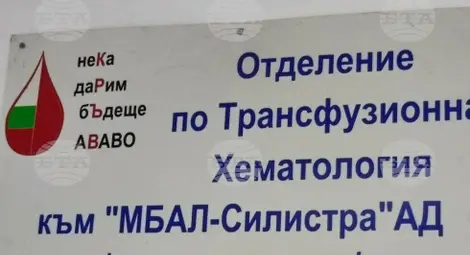 неКа
даРим
бЪдеще
АВАВО
Отделение
по Трансфузионна
Хематология
към "МБАЛ-Силистра"АД